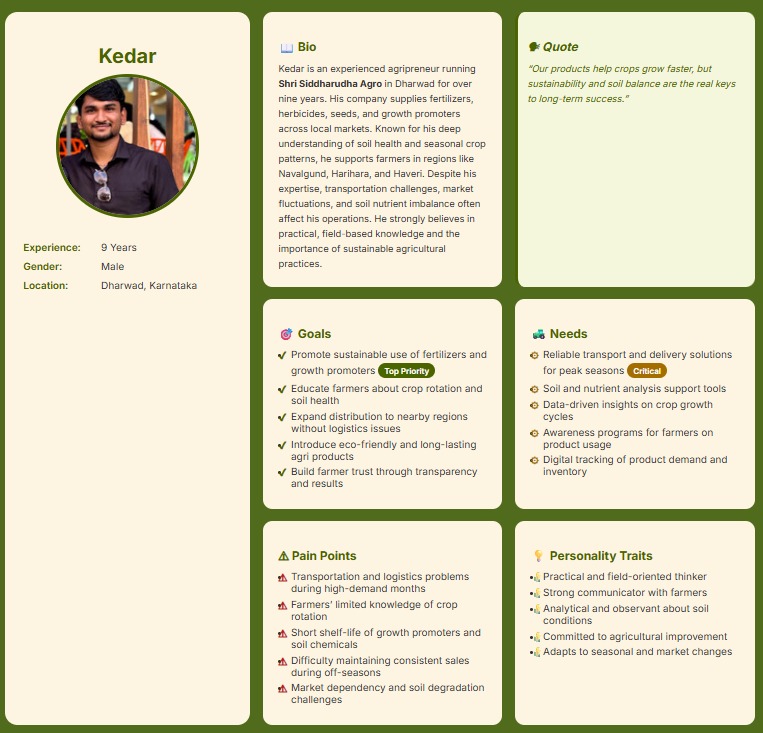 Kedar
Experience: 9 Years
Gender: Male
Location: Dharwad, Karnataka
Bio
Kedar is an experienced agripreneur running
Shri Siddharudha Agro in Dharwad for over
nine years. His company supplies fertilizers,
herbicides, seeds, and growth promoters
across local markets. Known for his deep
understanding of soil health and seasonal crop
patterns, he supports farmers in regions like
Navalgund, Harihara, and Haveri. Despite his
expertise, transportation challenges, market
fluctuations, and soil nutrient imbalance often
affect his operations. He strongly believes in
practical, field-based knowledge and the
importance of sustainable agricultural
practices.
Quote
“Our products help crops grow faster, but
sustainability and soil balance are the real keys
to long-term success.”
Goals
Promote sustainable use of fertilizers and
growth promoters Top Priority
Educate farmers about crop rotation and
soil health
Expand distribution to nearby regions
without logistics issues
Introduce eco-friendly and long-lasting
agri products
Build farmer trust through transparency
and results
Needs
Reliable transport and delivery solutions
for peak seasons Critical
Soil and nutrient analysis support tools
Data-driven insights on crop growth
cycles
Awareness programs for farmers on
product usage
Digital tracking of product demand and
inventory
Pain Points
Transportation and logistics problems
during high-demand months
Farmers’ limited knowledge of crop
rotation
Short shelf-life of growth promoters and
soil chemicals
Difficulty maintaining consistent sales
during off-seasons
Market dependency and soil degradation
challenges
Personality Traits
Practical and field-oriented thinker
Strong communicator with farmers
Analytical and observant about soil
conditions
Committed to agricultural improvement
Adapts to seasonal and market changes